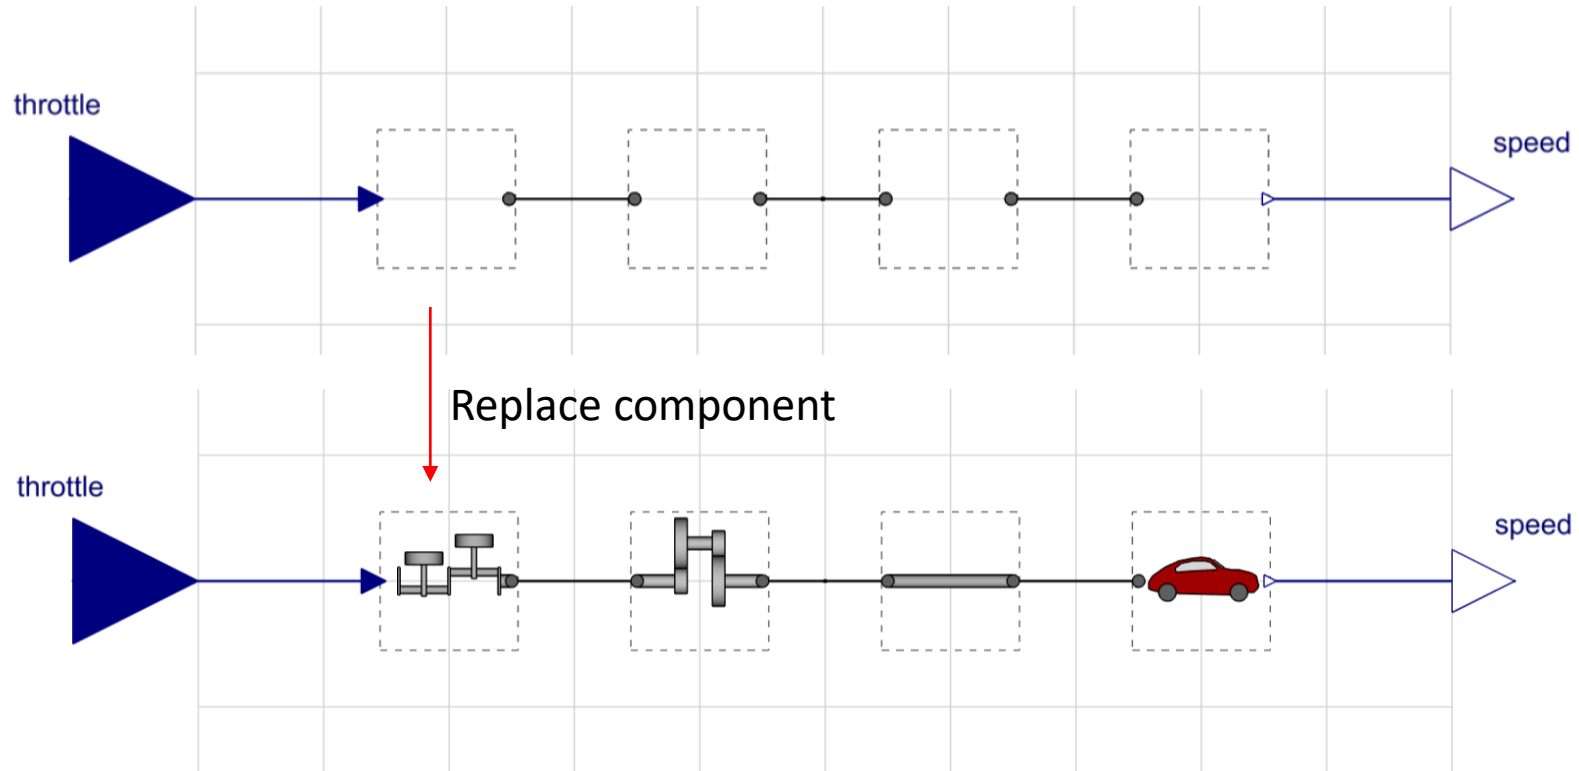 throttle
speed
Replace component
throttle
speed